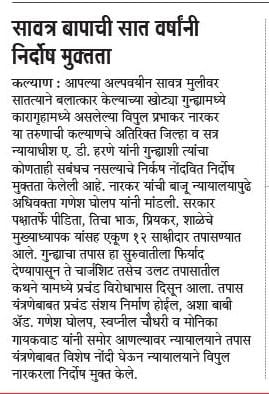 सावत्र बापाची सात वर्षांनी
निर्दोष मुक्तता
कल्याण : आपल्या अल्पवयीन सावत्र मुलीवर
सातत्याने बलात्कार केल्याच्या खोट्या गुन्ह्यामध्ये
कारागृहामध्ये असलेल्या विपुल प्रभाकर नारकर
या तरुणाची कल्याणचे अतिरिक्त जिल्हा व सत्र
न्यायाधीश ए. डी. हरणे यांनी गुन्ह्याशी त्यांचा
कोणताही सबंधच नसल्याचे निर्कष नोंदवित निर्दोष
मुक्तता केलेली आहे. नारकर यांची बाजू न्यायालयापुढे
अधिवक्ता गणेश घोलप यांनी मांडली. सरकार
पक्षातर्फे पीडिता, तिचा भाऊ, प्रियकर, शाळेचे
मुख्याध्यापक यांसह एकूण १२ साक्षीदार तपासण्यात
आले. गुन्ह्याचा तपास हा सुरुवातीला फिर्याद
देण्यापासून ते चार्जशिट तसेच उलट तपासातील
कथने यामध्ये प्रचंड विरोधाभास दिसून आला. तपास
यंत्रणेबाबत प्रचंड संशय निर्माण होईल, अशा बाबी
ॲड. गणेश घोलप, स्वप्नील चौधरी व मोनिका
गायकवाड यांनी समोर आणल्यावर न्यायालयाने तपास
यंत्रणेबाबत विशेष नोंदी घेऊन न्यायालयाने विपुल
नारकरला निर्दोष मुक्त केले.